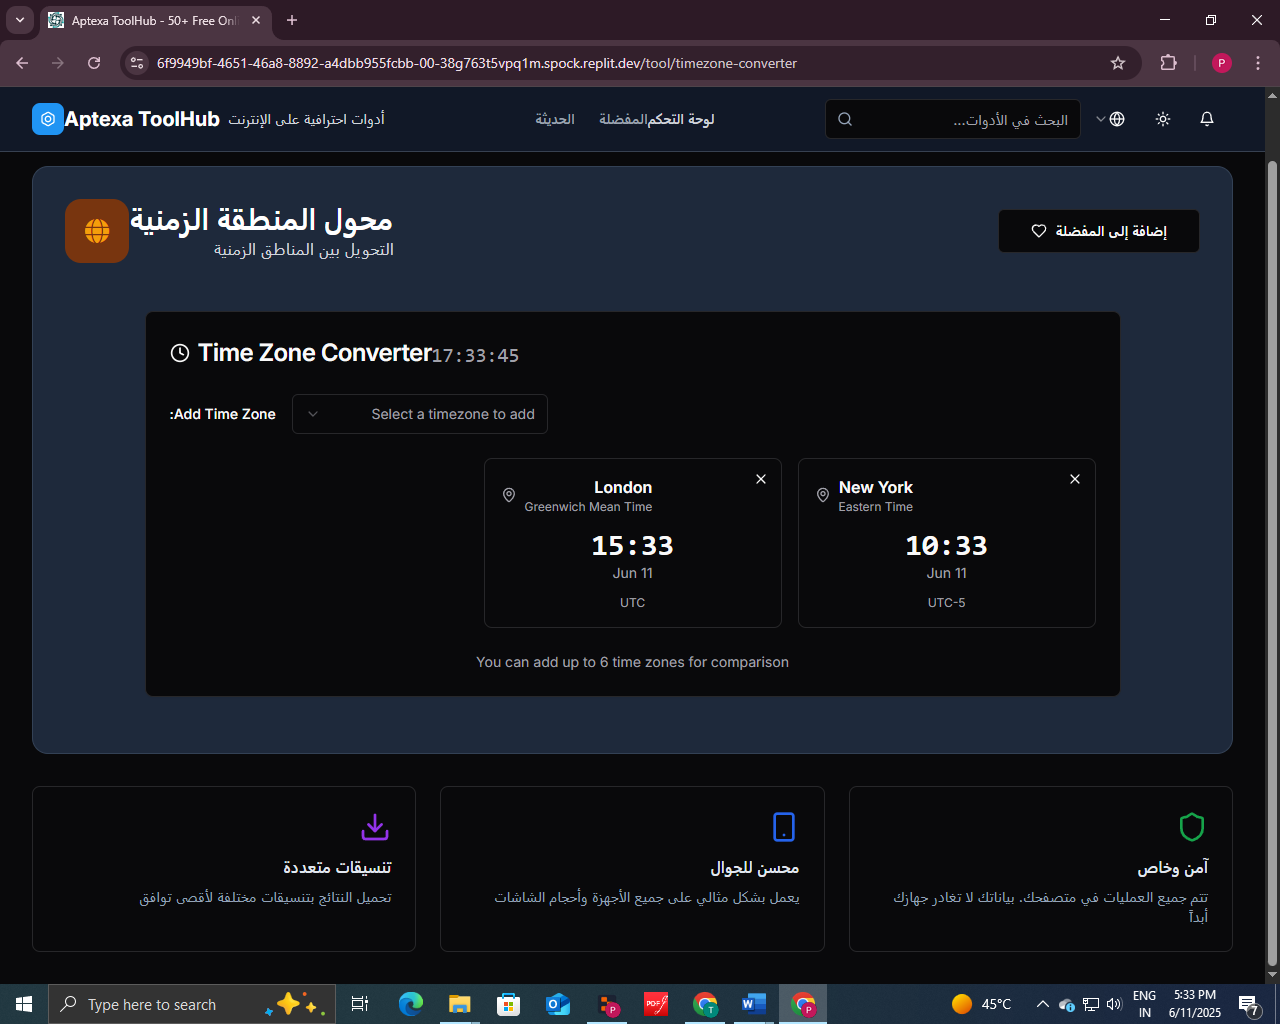 Aptexa ToolHub - 50+ Free Onl
6f9949bf-4651-46a8-8892-a4dbb955fcbb-00-38g763t5vpq1m.spock.replit.dev/tool/timezone-converter
P
Aptexa ToolHub
أدوات احترافية على الإنترنت
لوحة التحكم
المفضلة
الحديثة
البحث في الأدوات...
محول المنطقة الزمنية
التحويل بين المناطق الزمنية
إضافة إلى المفضلة
Time Zone Converter
17:33:45
:Add Time Zone
Select a timezone to add
London
Greenwich Mean Time
15:33
Jun 11
UTC
New York
Eastern Time
10:33
Jun 11
UTC-5
You can add up to 6 time zones for comparison
آمن وخاص
تتم جميع العمليات في متصفحك. بياناتك لا تغادر جهازك
أبداً
محسن للجوال
يعمل بشكل مثالي على جميع الأجهزة وأحجام الشاشات
تنسيقات متعددة
تحميل النتائج بتنسيقات مختلفة لأقصى توافق
Type here to search
P
PDF
T
W
P
45°C
ENG
IN
5:33 PM
6/11/2025
7